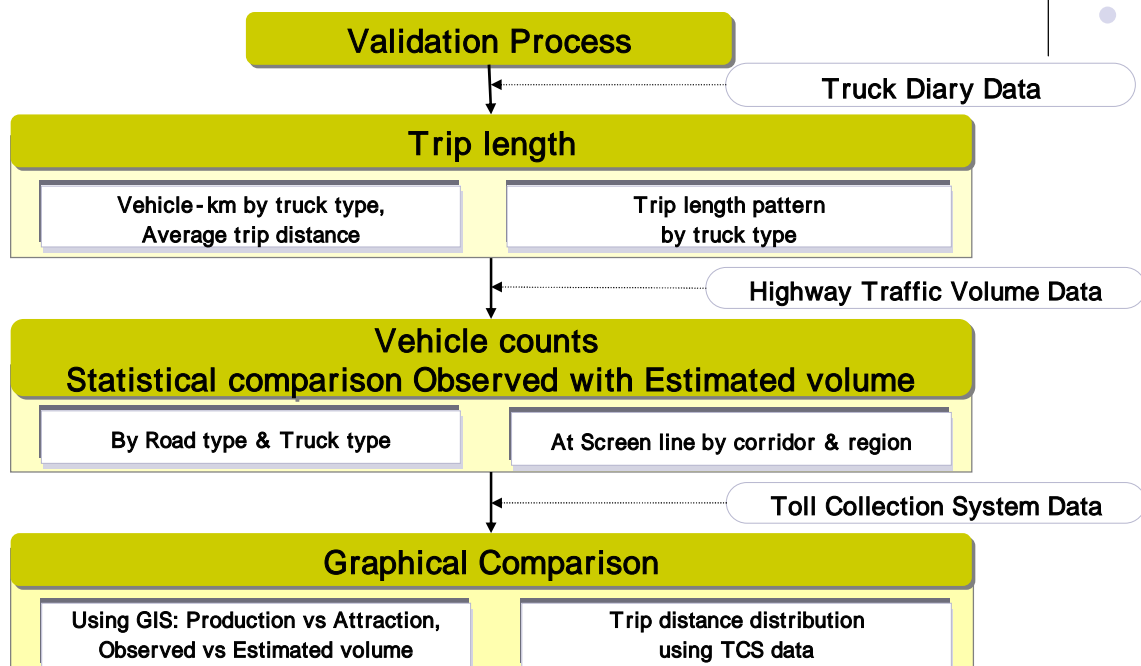 Validation Process
Truck Diary Data
Trip length
Vehicle-km by truck type,
Average trip distance
Trip length pattern
by truck type
Highway Traffic Volume Data
Vehicle counts
Statistical comparison Observed with Estimated volume
By Road type & Truck type
At Screen line by corridor & region
Toll Collection System Data
Graphical Comparison
Using GIS: Production vs Attraction,
Observed vs Estimated volume
Trip distance distribution
using TCS data